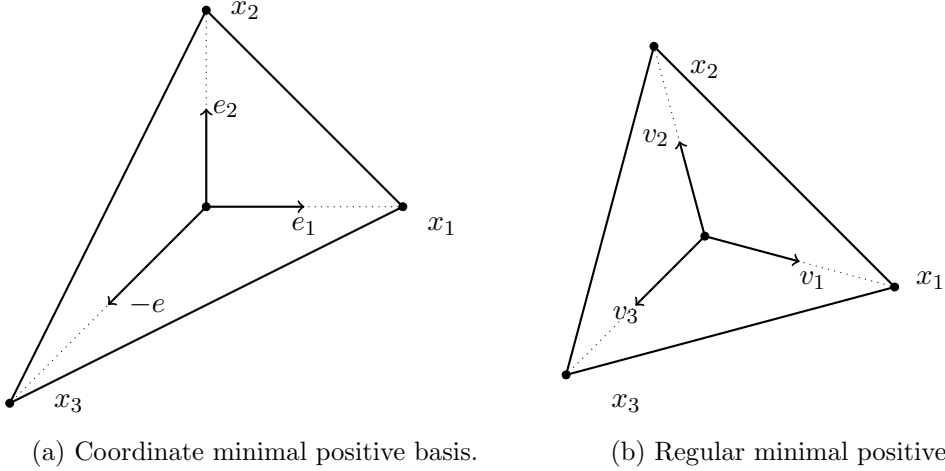 x₂
e₂
e₁
x₁
−e
x₃
(a) Coordinate minimal positive basis.
x₂
v₂
v₁
x₁
v₃
x₃
(b) Regular minimal positive